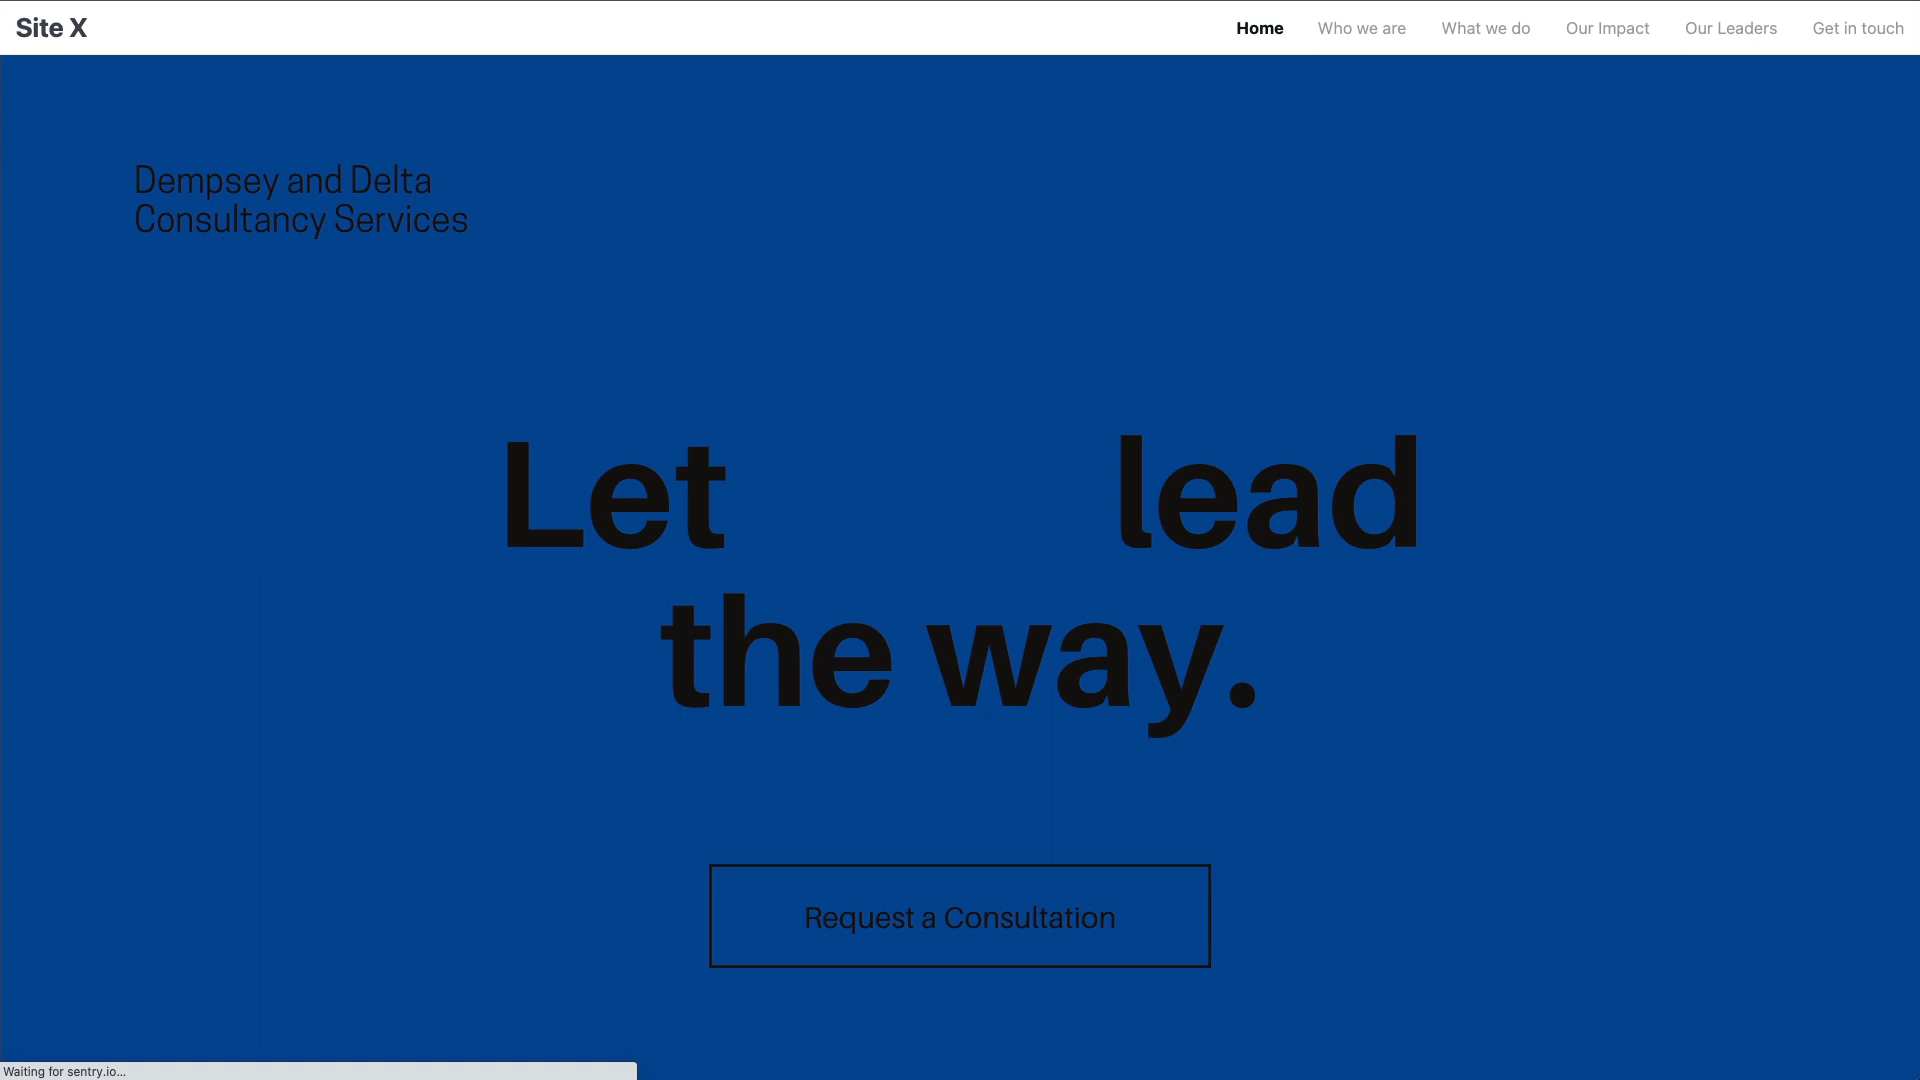 Site X
Home Who we are What we do Our Impact Our Leaders Get in touch
Dempsey and Delta
Consultancy Services
Let lead
the way.
Request a Consultation
Waiting for sentry.io...